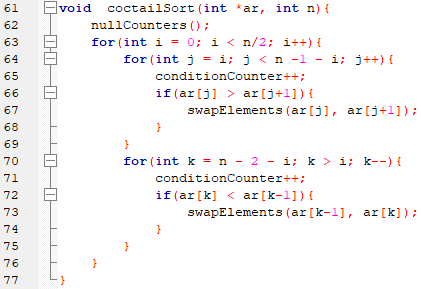 61 void  coctailSort(int *ar, int n){
62     nullCounters();
63     for(int i = 0; i < n/2; i++){
64         for(int j = i; j < n -1 - i; j++){
65             conditionCounter++;
66             if(ar[j] > ar[j+1]){
67                 swapElements(ar[j], ar[j+1]);
68             }
69         }
70         for(int k = n - 2 - i; k > i; k--){
71             conditionCounter++;
72             if(ar[k] < ar[k-1]){
73                 swapElements(ar[k-1], ar[k]);
74             }
75         }
76     }
77 }